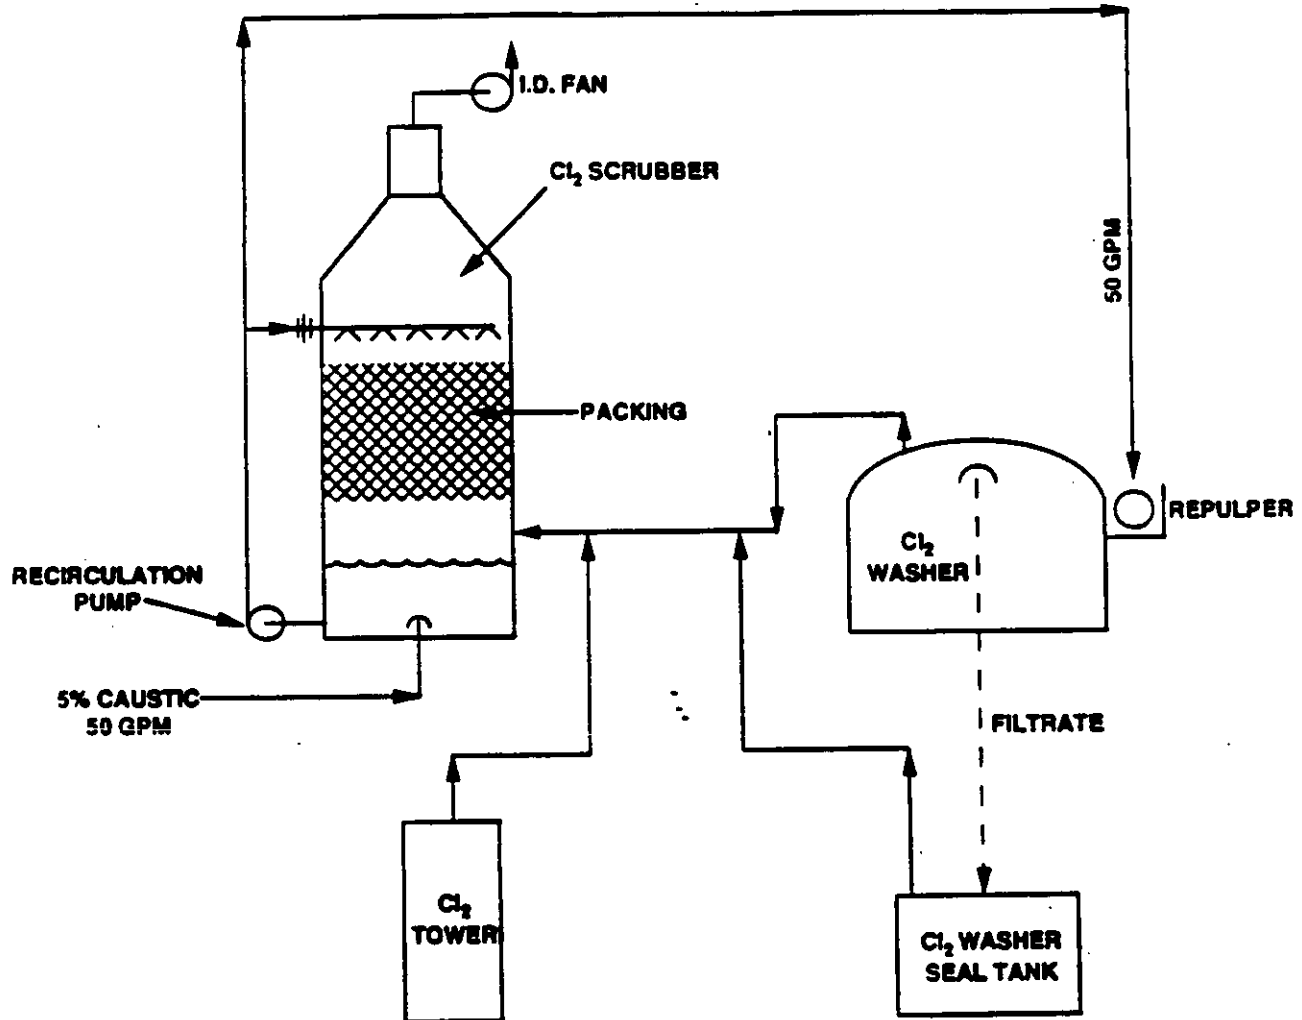 I.D. FAN
Cl₂ SCRUBBER
50 GPM
PACKING
REPULPER
Cl₂
WASHER
RECIRCULATION
PUMP
5% CAUSTIC
50 GPM
FILTRATE
Cl₂
TOWER
Cl₂ WASHER
SEAL TANK